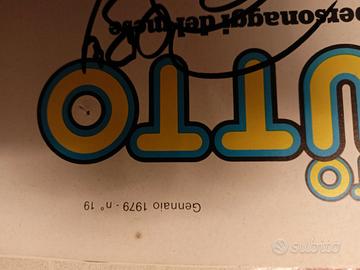 Gennaio 1979 - n° 19
UTTO
personaggi del mese
subito